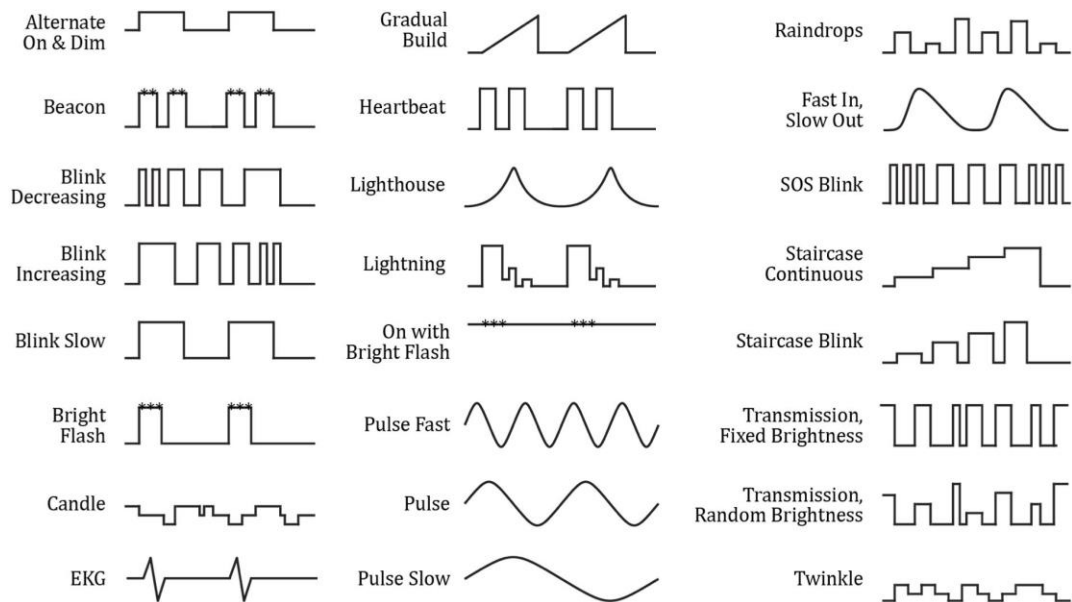 Alternate
On & Dim
Beacon
Blink
Decreasing
Blink
Increasing
Blink Slow
Bright
Flash
Candle
EKG
Gradual
Build
Heartbeat
Lighthouse
Lightning
On with
Bright Flash
Pulse Fast
Pulse
Pulse Slow
Raindrops
Fast In,
Slow Out
SOS Blink
Staircase
Continuous
Staircase Blink
Transmission,
Fixed Brightness
Transmission,
Random Brightness
Twinkle